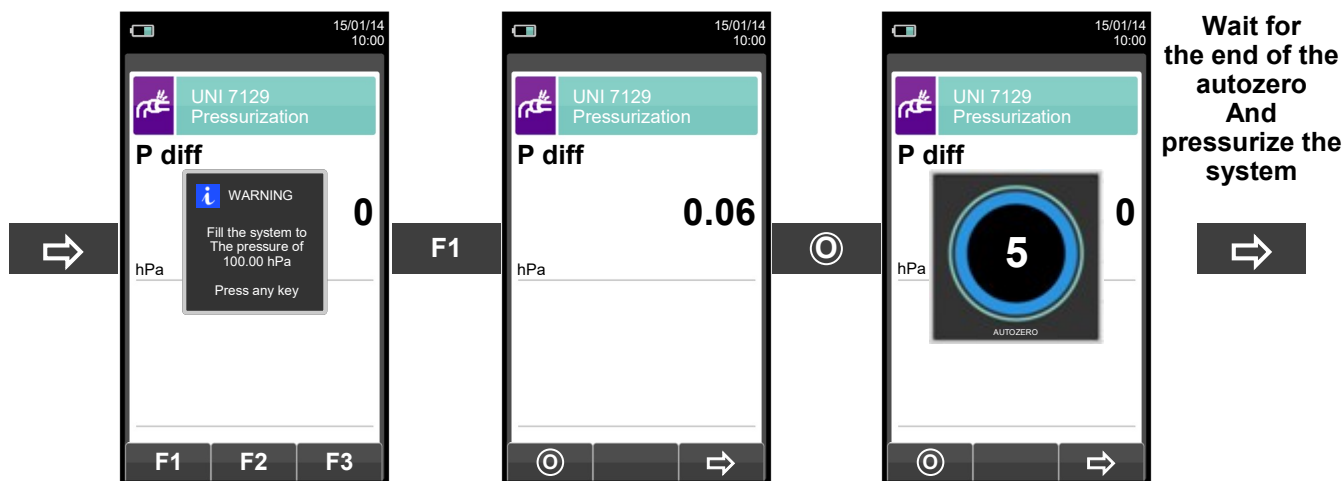 15/01/14
10:00
UNI 7129
Pressurization
P diff
i WARNING
0
Fill the system to
The pressure of
100.00 hPa
Press any key
hPa
F1 F2 F3
F1
15/01/14
10:00
UNI 7129
Pressurization
P diff
0.06
hPa
O
O
15/01/14
10:00
UNI 7129
Pressurization
P diff
0
5
hPa
AUTOZERO
O
Wait for
the end of the
autozero
And
pressurize the
system